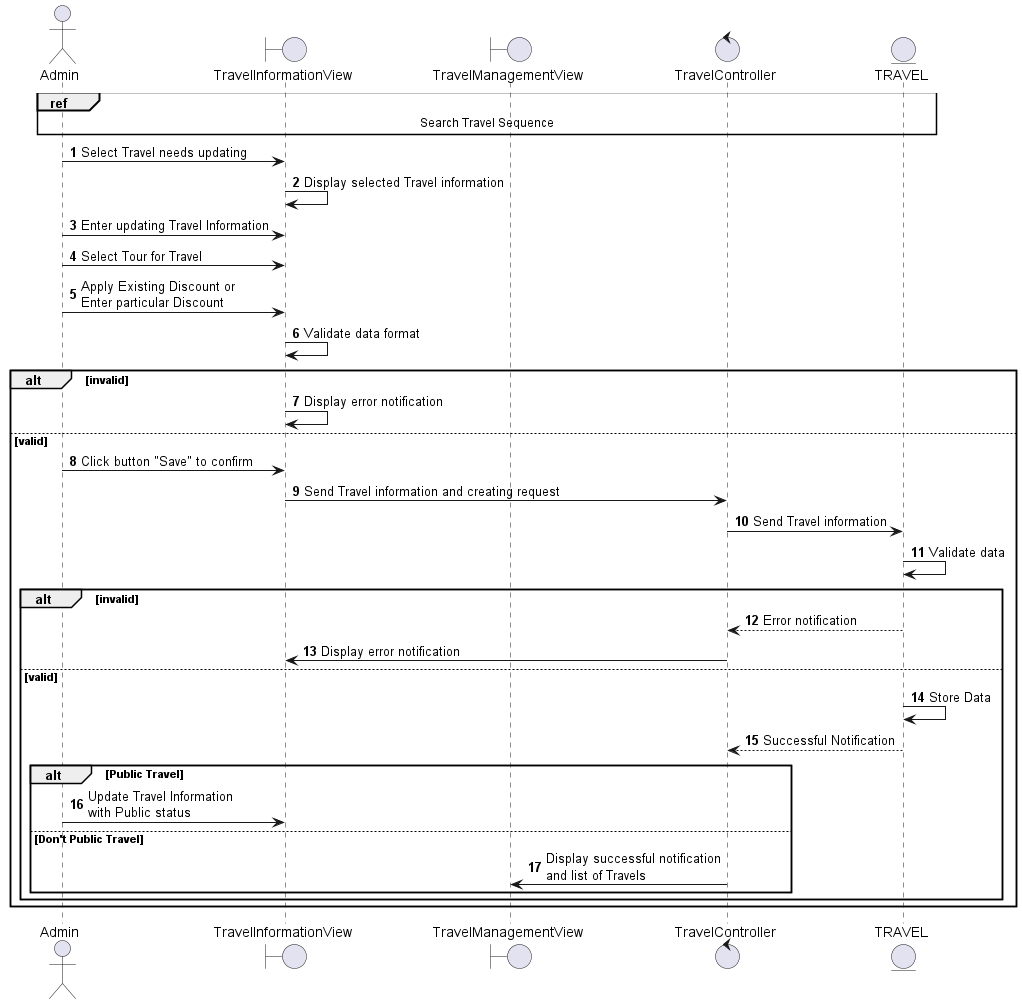 Admin
TravelInformationView
TravelManagementView
TravelController
TRAVEL
ref
Search Travel Sequence
1 Select Travel needs updating
2 Display selected Travel information
3 Enter updating Travel Information
4 Select Tour for Travel
5 Apply Existing Discount or
Enter particular Discount
6 Validate data format
alt [invalid]
7 Display error notification
[valid]
8 Click button "Save" to confirm
9 Send Travel information and creating request
10 Send Travel information
11 Validate data
alt [invalid]
12 Error notification
13 Display error notification
[valid]
14 Store Data
15 Successful Notification
alt [Public Travel]
16 Update Travel Information
with Public status
[Don't Public Travel]
17 Display successful notification
and list of Travels
Admin
TravelInformationView
TravelManagementView
TravelController
TRAVEL